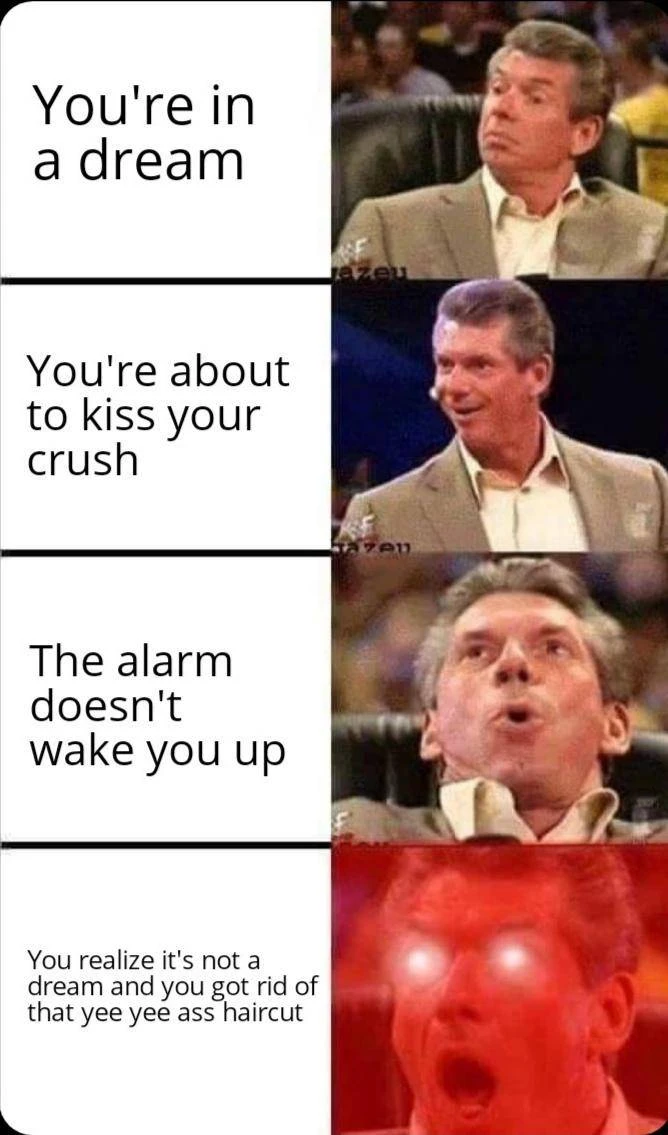 You're in
a dream
You're about
to kiss your
crush
The alarm
doesn't
wake you up
You realize it's not a
dream and you got rid of
that yee yee ass haircut